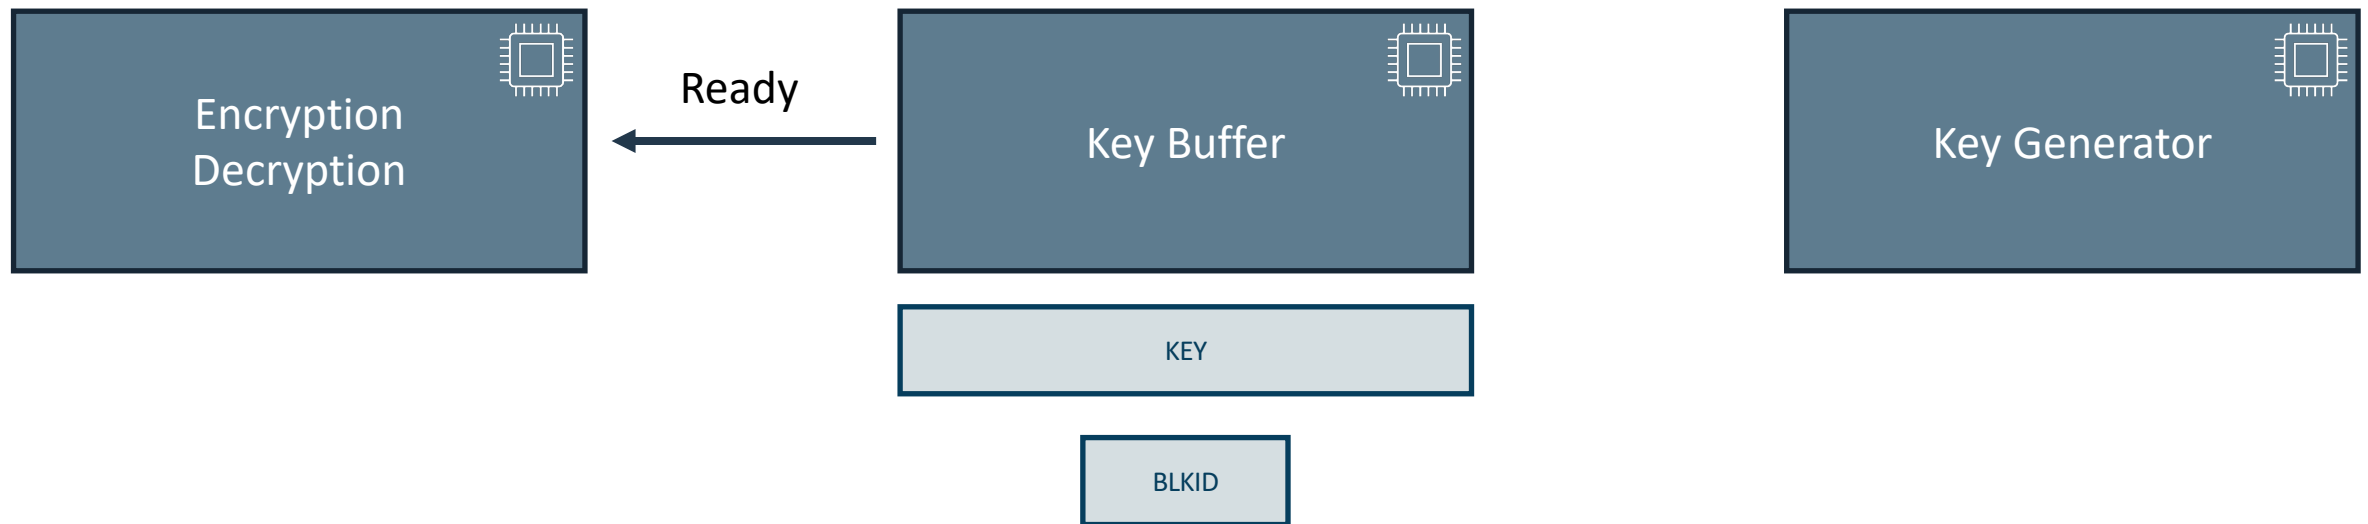 Encryption
Decryption
Ready
Key Buffer
Key Generator
KEY
BLKID